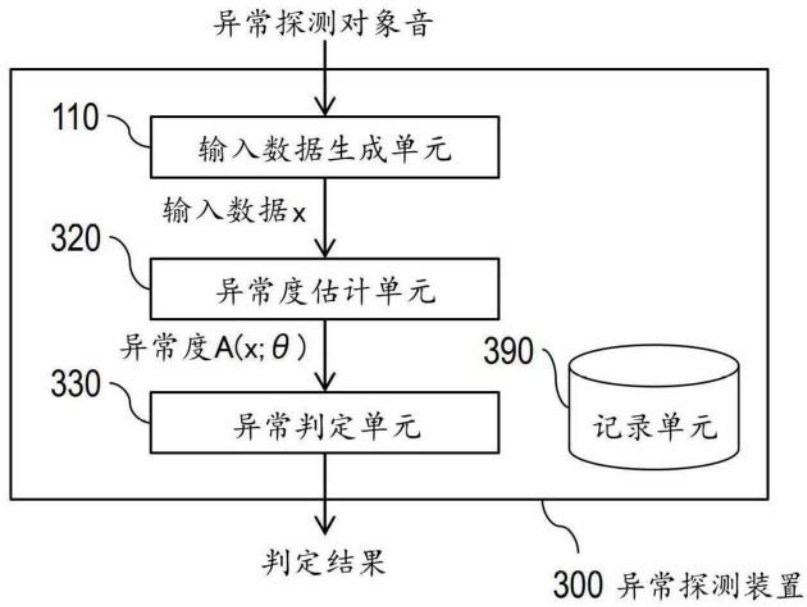 异常探测对象音
110
输入数据生成单元
输入数据x
320
异常度估计单元
异常度A(x;θ)
390
330
异常判定单元
记录单元
判定结果
300 异常探测装置